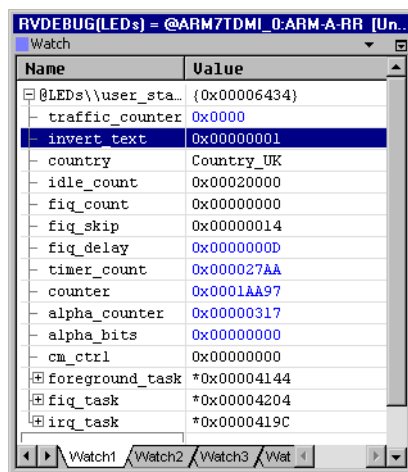 RVDEBUG(LEDs) = @ARM7TDMI_0:ARM-A-RR [Un..
Watch
Name Value
@LEDs\\user_sta… {0x00006434}
traffic_counter 0x0000
invert_text 0x00000001
country Country_UK
idle_count 0x00020000
fiq_count 0x00000000
fiq_skip 0x00000014
fiq_delay 0x0000000D
timer_count 0x000027AA
counter 0x0001AA97
alpha_counter 0x00000317
alpha_bits 0x00000000
cm_ctrl 0x00000000
foreground_task *0x00004144
fiq_task *0x00004204
irq_task *0x0000419C
Watch1 Watch2 Watch3 Wat